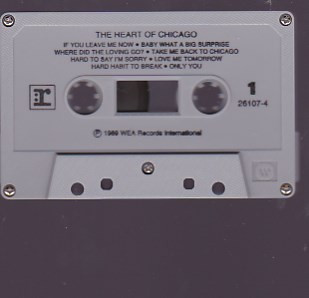 THE HEART OF CHICAGO
IF YOU LEAVE ME NOW • BABY WHAT A BIG SURPRISE
WHERE DID THE LOVING GO? • TAKE ME BACK TO CHICAGO
HARD TO SAY I'M SORRY • LOVE ME TOMORROW
HARD HABIT TO BREAK • ONLY YOU
r
1
26107-4
℗ 1989 WEA Records International
W